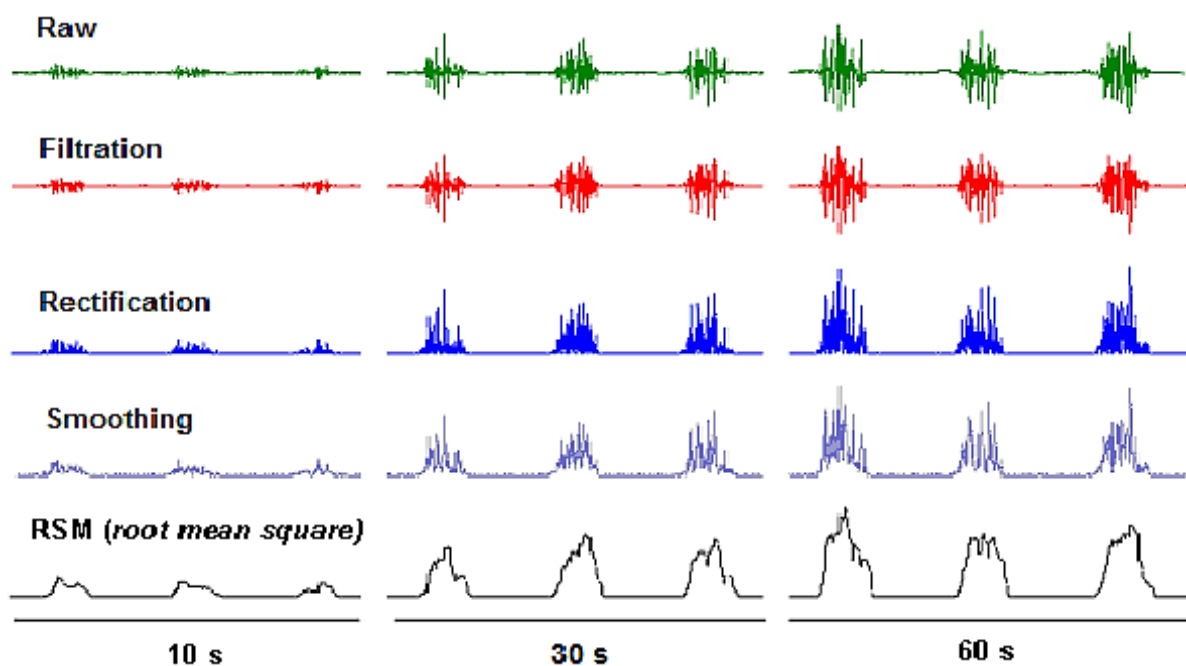 Raw
Filtration
Rectification
Smoothing
RSM (root mean square)
10 s
30 s
60 s